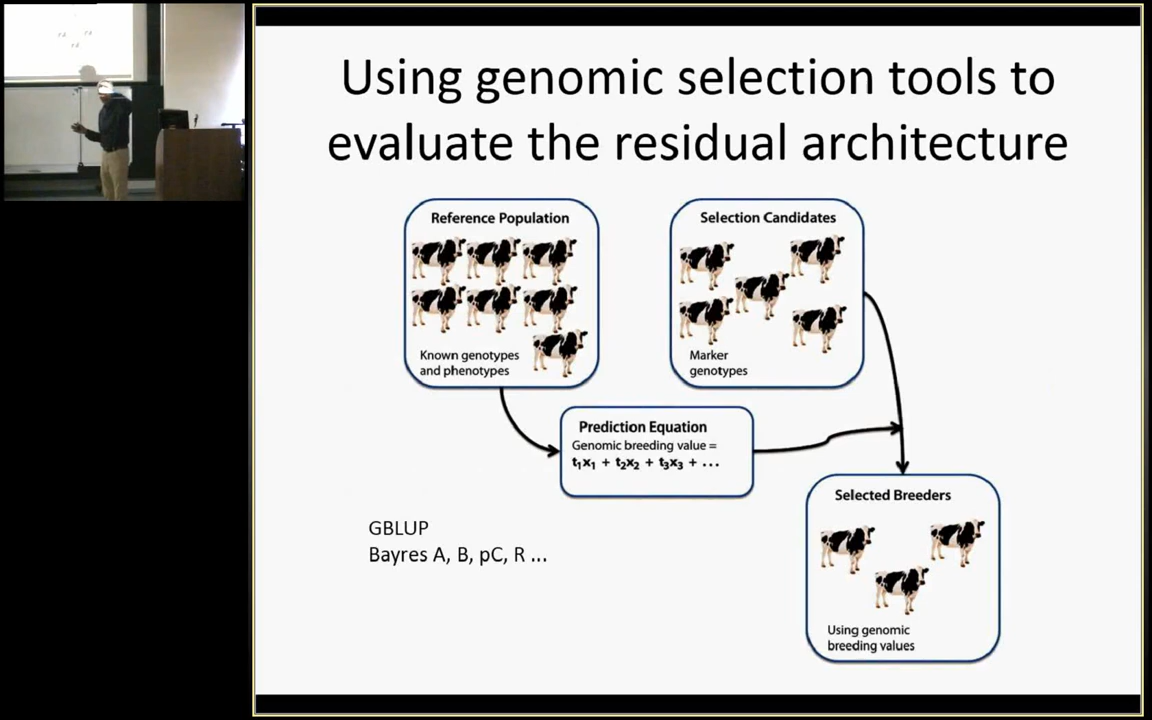 Using genomic selection tools to
evaluate the residual architecture
Reference Population
Known genotypes
and phenotypes
Selection Candidates
Marker
genotypes
Prediction Equation
Genomic breeding value =
t₁x₁ + t₂x₂ + t₃x₃ + ...
Selected Breeders
Using genomic
breeding values
GBLUP
Bayres A, B, pC, R ...